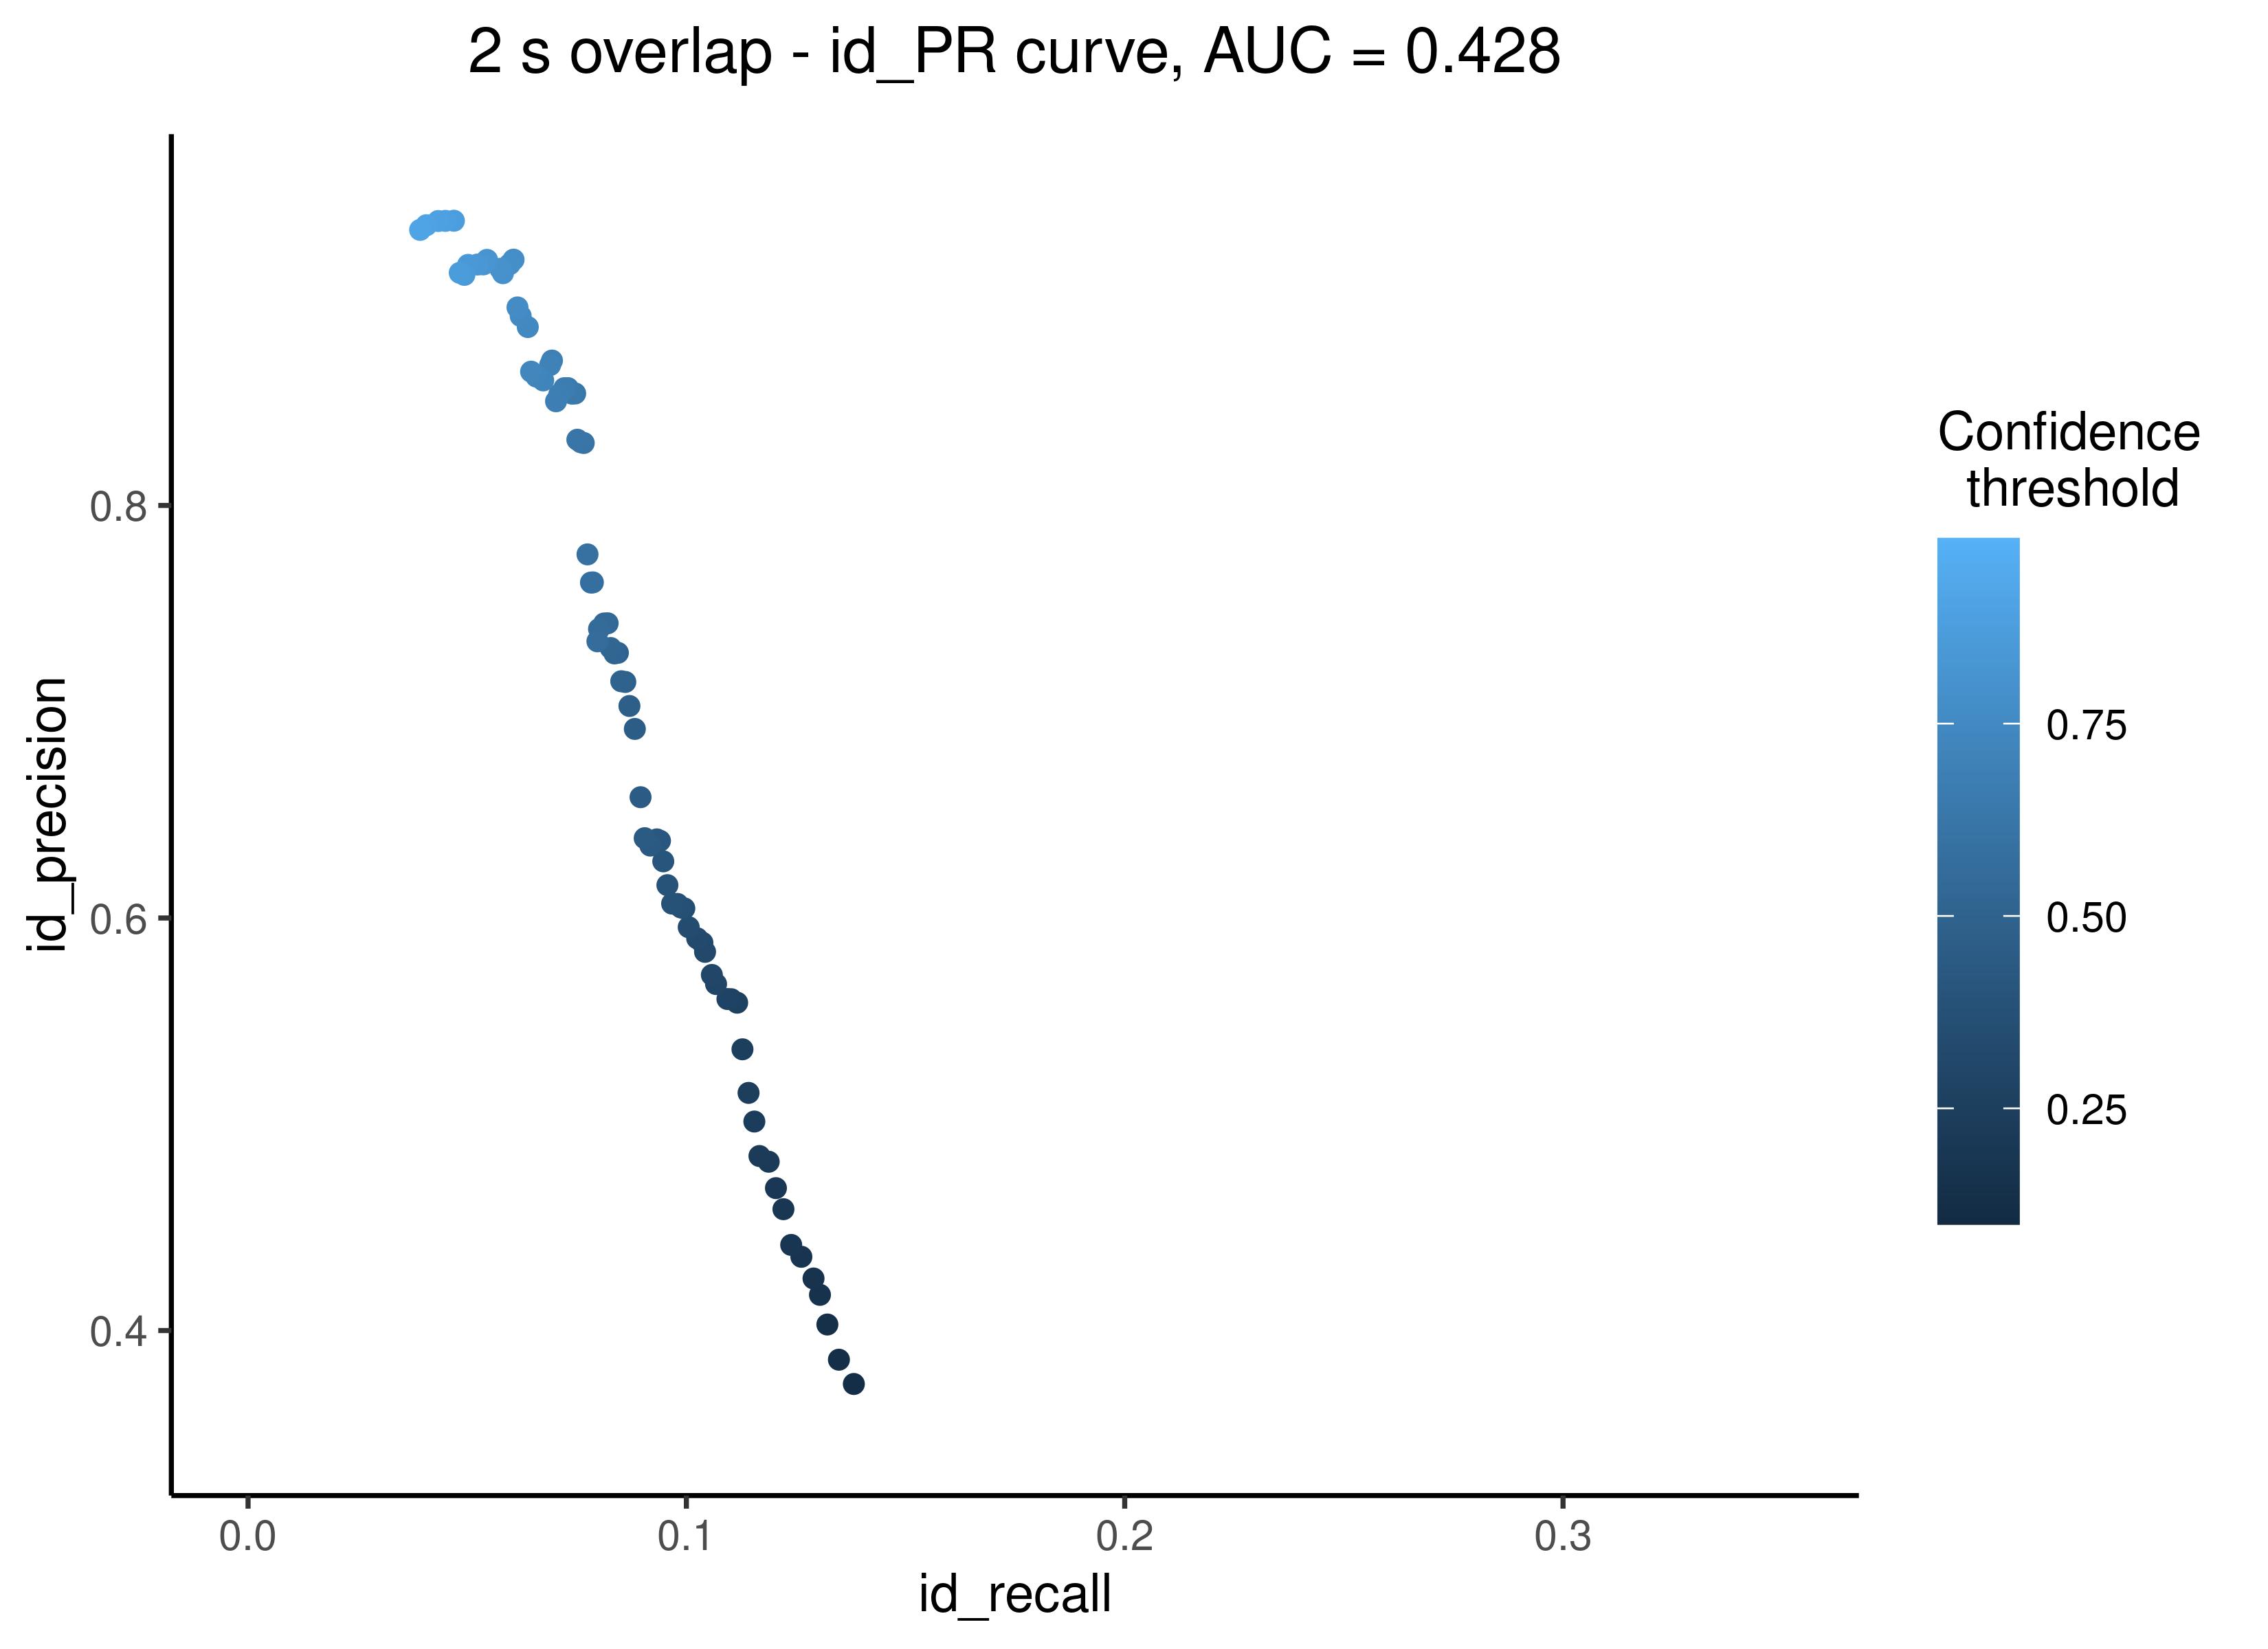 2 s overlap - id_PR curve, AUC = 0.428
id_precision
0.8
0.6
0.4
0.0
0.1
0.2
0.3
id_recall
Confidence
threshold
0.75
0.50
0.25